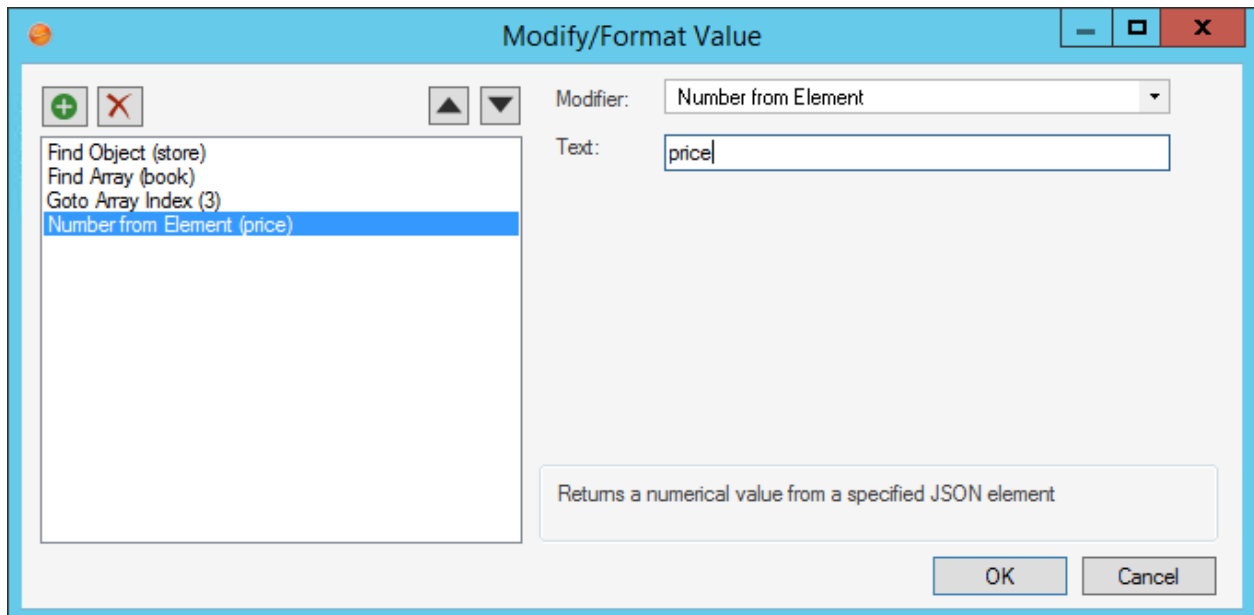 Modify/Format Value
Find Object (store)
Find Array (book)
Goto Array Index (3)
Number from Element (price)
Modifier: Number from Element
Text: price
Returns a numerical value from a specified JSON element
OK Cancel